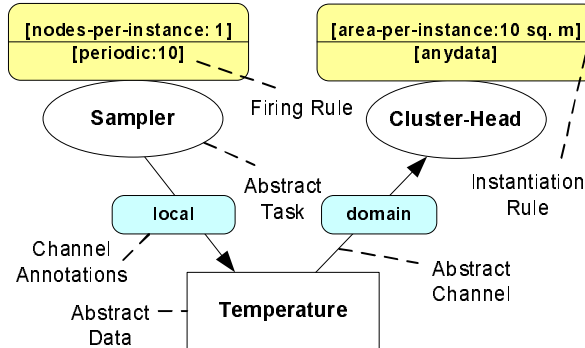 [nodes-per-instance: 1]
[periodic:10]
[area-per-instance:10 sq. m]
[anydata]
Sampler
Firing Rule
Cluster-Head
Abstract
Task
Instantiation
Rule
local
domain
Channel
Annotations
Abstract
Channel
Abstract
Data
Temperature